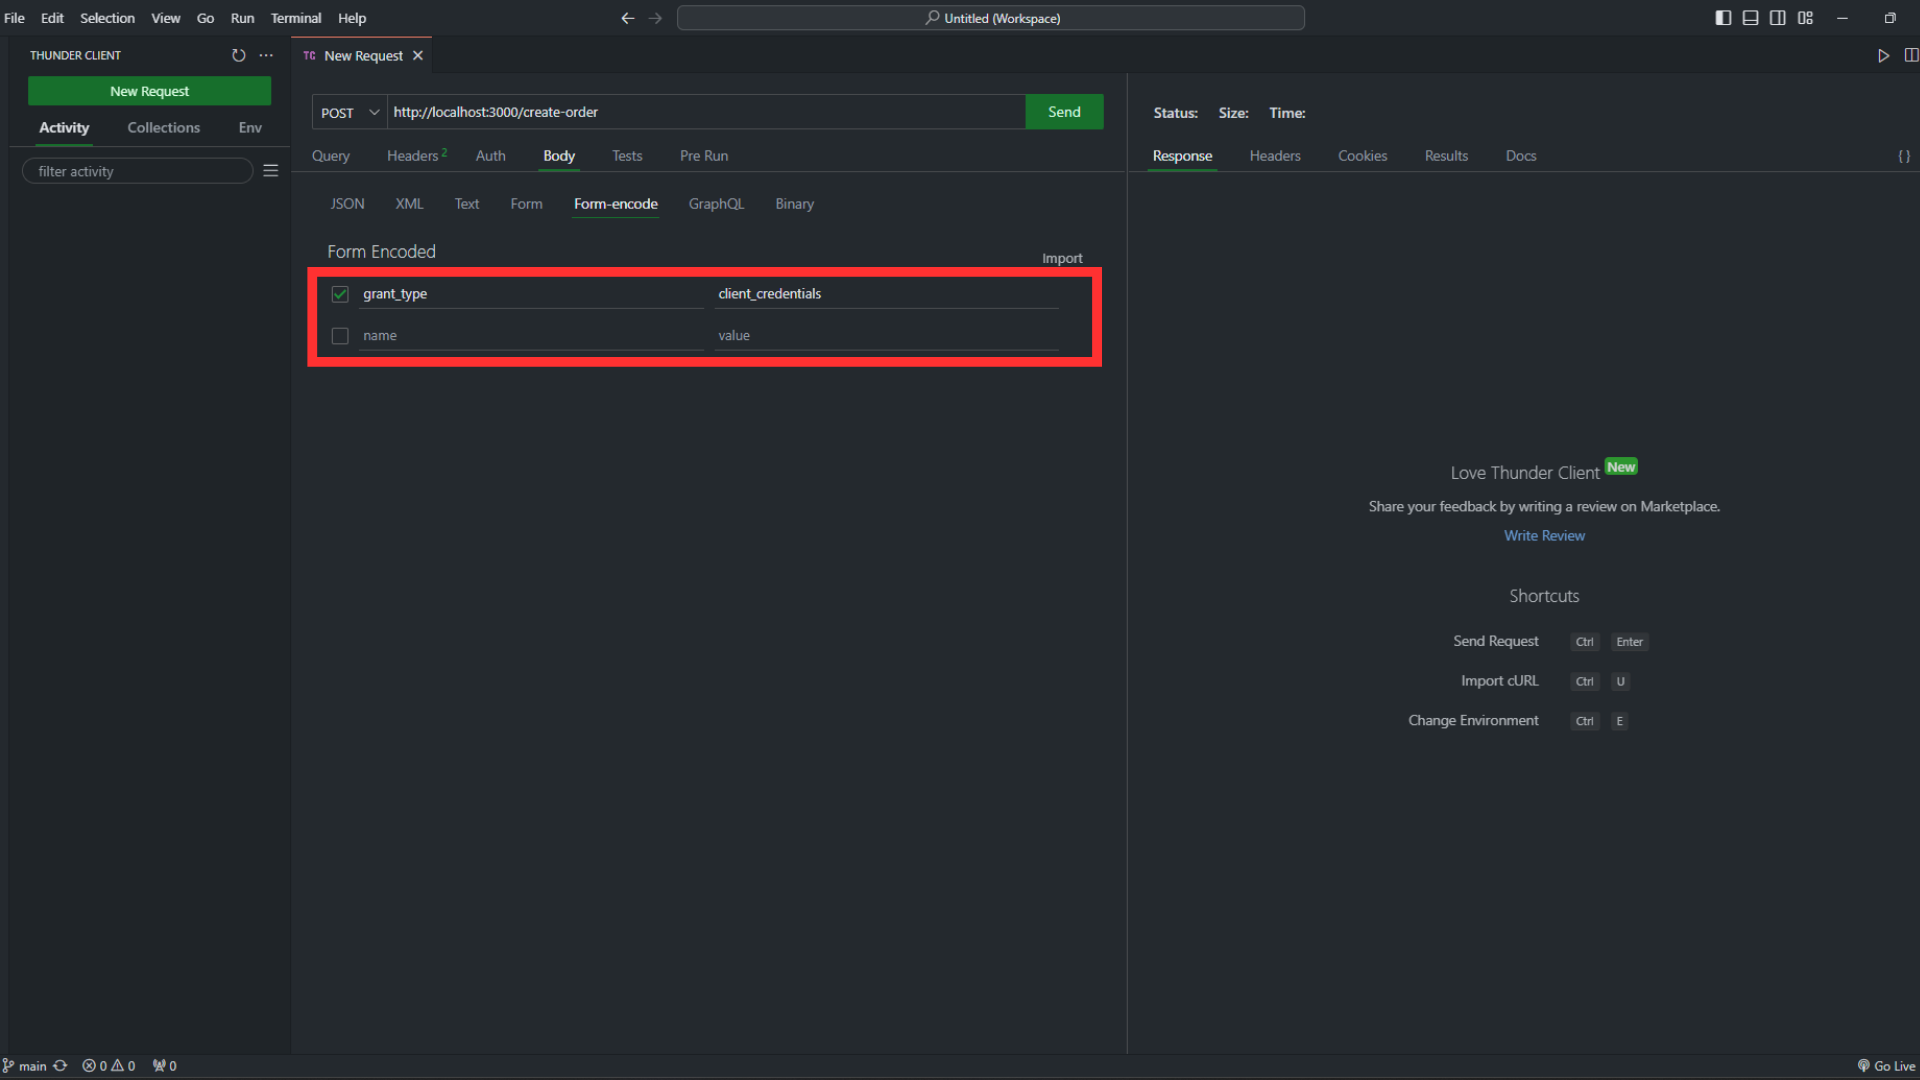 File Edit Selection View Go Run Terminal Help
Untitled (Workspace)
THUNDER CLIENT
New Request
Activity Collections Env
filter activity
TC New Request
POST http://localhost:3000/create-order Send
Query Headers 2 Auth Body Tests Pre Run
JSON XML Text Form Form-encode GraphQL Binary
Form Encoded
Import
grant_type client_credentials
name value
Status: Size: Time:
Response Headers Cookies Results Docs { }
Love Thunder Client New
Share your feedback by writing a review on Marketplace.
Write Review
Shortcuts
Send Request Ctrl Enter
Import cURL Ctrl U
Change Environment Ctrl E
main 0 0 0
Go Live